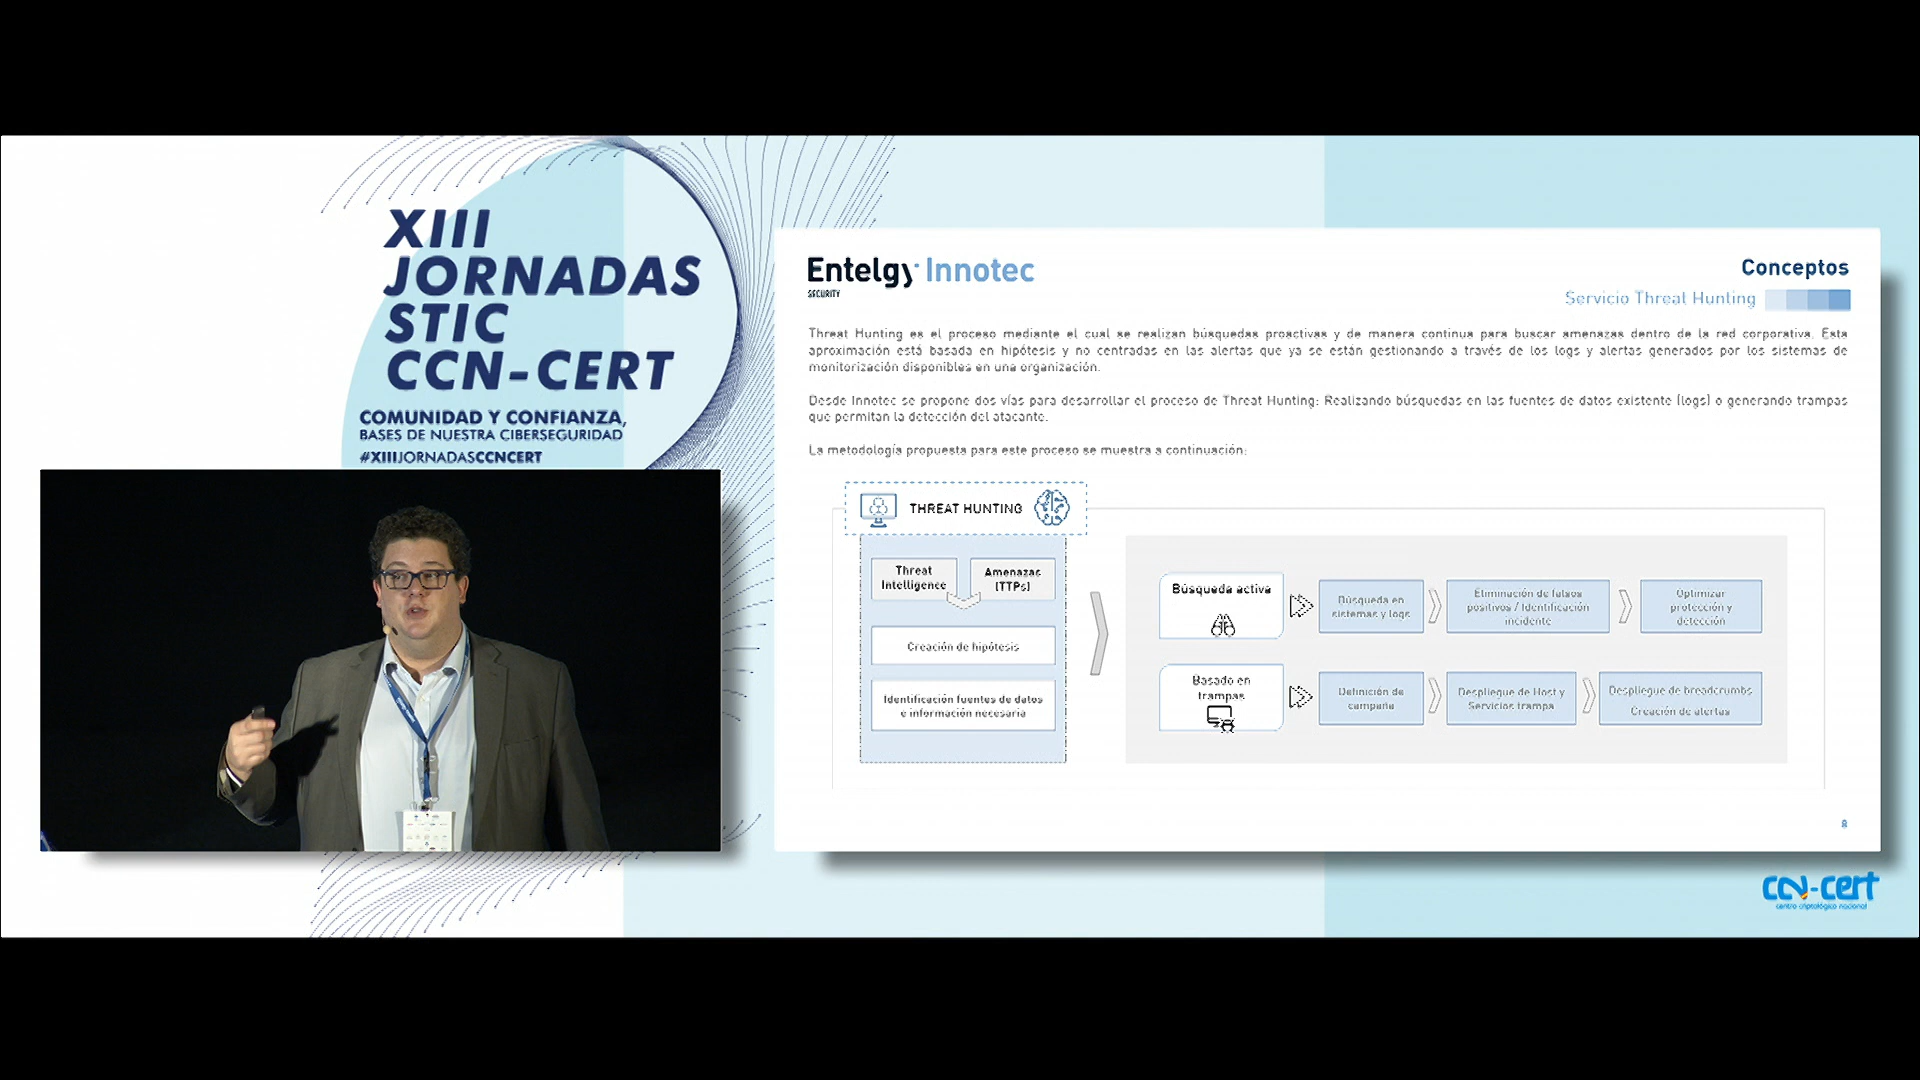 XIII
JORNADAS
STIC
CCN-CERT
COMUNIDAD Y CONFIANZA,
BASES DE NUESTRA CIBERSEGURIDAD
#XIIIJORNADASCCNCERT
Entelgy Innotec
SECURITY
Conceptos
Servicio Threat Hunting
Threat Hunting es el proceso mediante el cual se realizan búsquedas proactivas y de manera continua para buscar amenazas dentro de la red corporativa. Esta
aproximación está basada en hipótesis y no centradas en las alertas que ya se están gestionando a través de los logs y alertas generados por los sistemas de
monitorización disponibles en una organización.
Desde Innotec se propone dos vías para desarrollar el proceso de Threat Hunting: Realizando búsquedas en las fuentes de datos existente (logs) o generando trampas
que permitan la detección del atacante.
La metodología propuesta para este proceso se muestra a continuación:
THREAT HUNTING
Threat
Intelligence
Amenazas
(TTPs)
Creación de hipótesis
Identificación fuentes de datos
e información necesaria
Búsqueda activa
Búsqueda en
sistemas y logs
Eliminación de falsos
positivos / Identificación
incidente
Optimizar
protección y
detección
Basado en
trampas
Definición de
campaña
Despliegue de Host y
Servicios trampa
Despliegue de breadcrumbs
Creación de alertas
8
ccn-cert
centro criptológico nacional